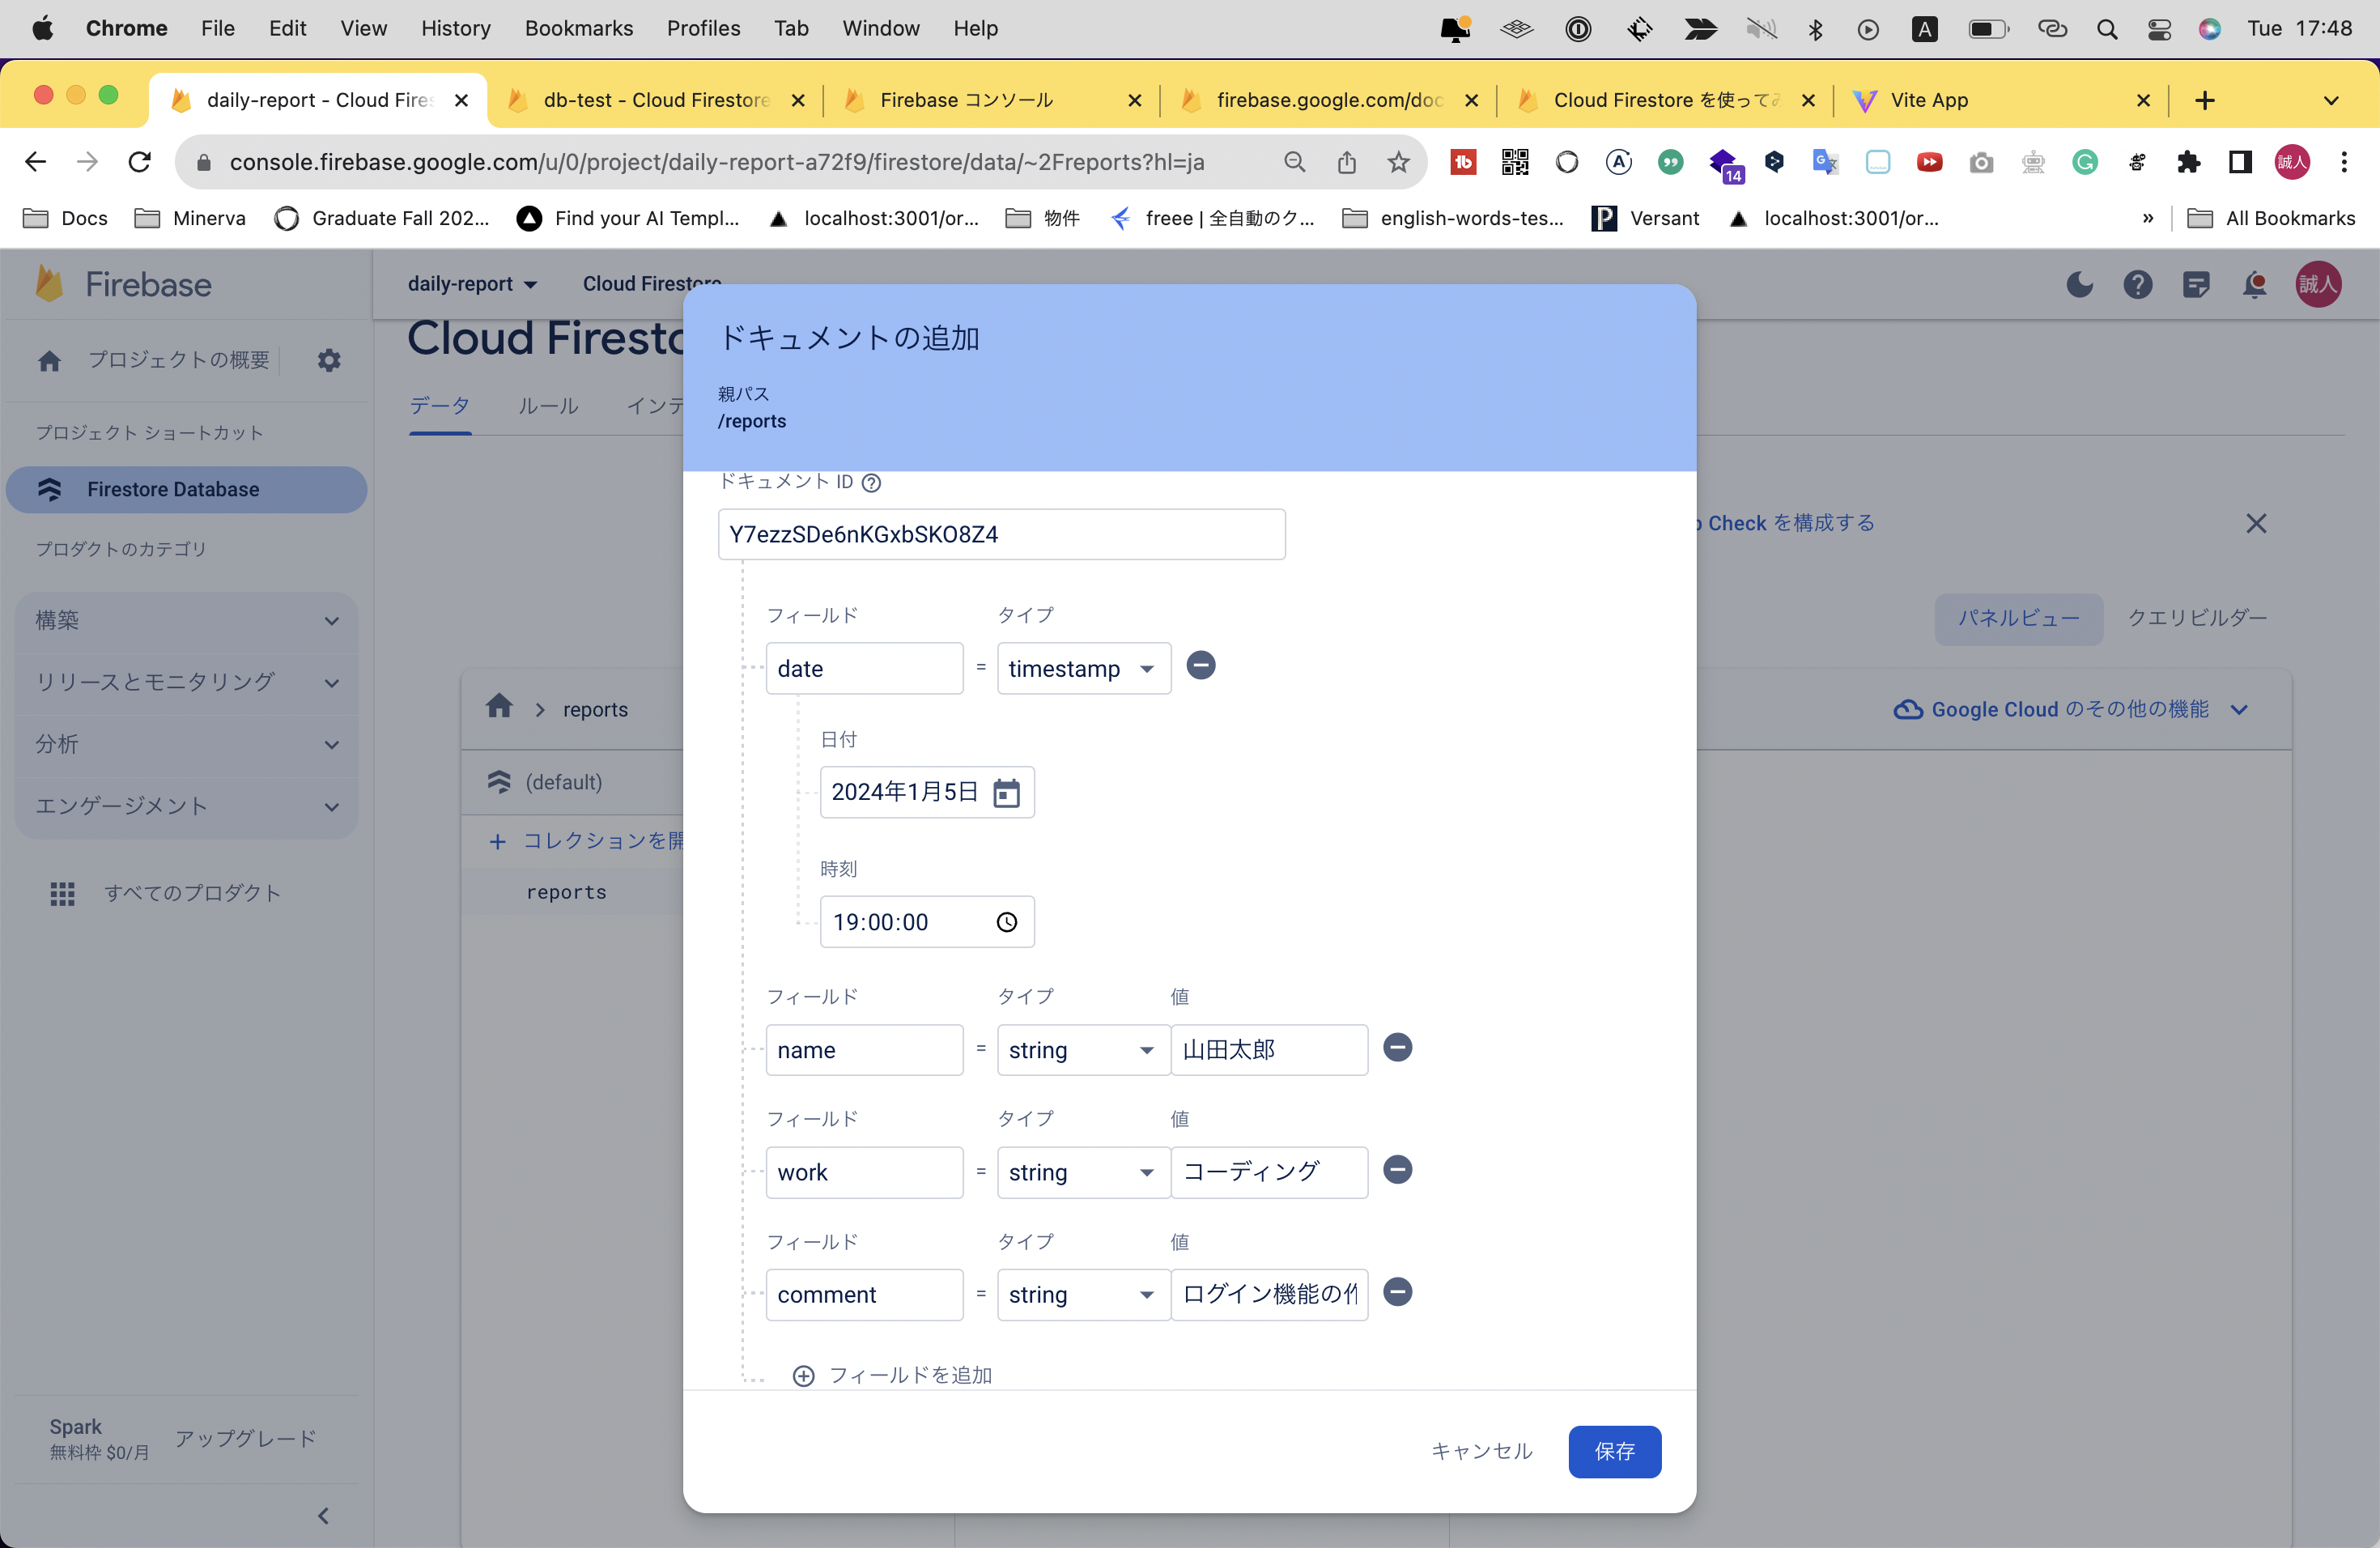 Chrome File Edit View History Bookmarks Profiles Tab Window Help A Tue 17:48
daily-report - Cloud Fires db-test - Cloud Firestore Firebase コンソール firebase.google.com/doc Cloud Firestore を使ってみ Vite App
console.firebase.google.com/u/0/project/daily-report-a72f9/firestore/data/~2Freports?hl=ja 14 誠人
Docs Minerva Graduate Fall 202... Find your AI Templ... localhost:3001/or... 物件 freee | 全自動のク... english-words-tes... Versant localhost:3001/or... » All Bookmarks
Firebase daily-report Cloud Firestore 誠人
Cloud Firesto
プロジェクトの概要
データ ルール インデ
プロジェクト ショートカット
Firestore Database
プロダクトのカテゴリ
構築
リリースとモニタリング
分析
エンゲージメント
すべてのプロダクト
Spark
無料枠 $0/月
アップグレード
Check を構成する
パネルビュー クエリビルダー
reports
Google Cloud のその他の機能
(default)
コレクションを開
reports
ドキュメントの追加
親パス
/reports
ドキュメント ID
Y7ezzSDe6nKGxbSKO8Z4
フィールド タイプ
date = timestamp
日付
2024年1月5日
時刻
19:00:00
フィールド タイプ 値
name = string 山田太郎
フィールド タイプ 値
work = string コーディング
フィールド タイプ 値
comment = string ログイン機能の
フィールドを追加
キャンセル 保存